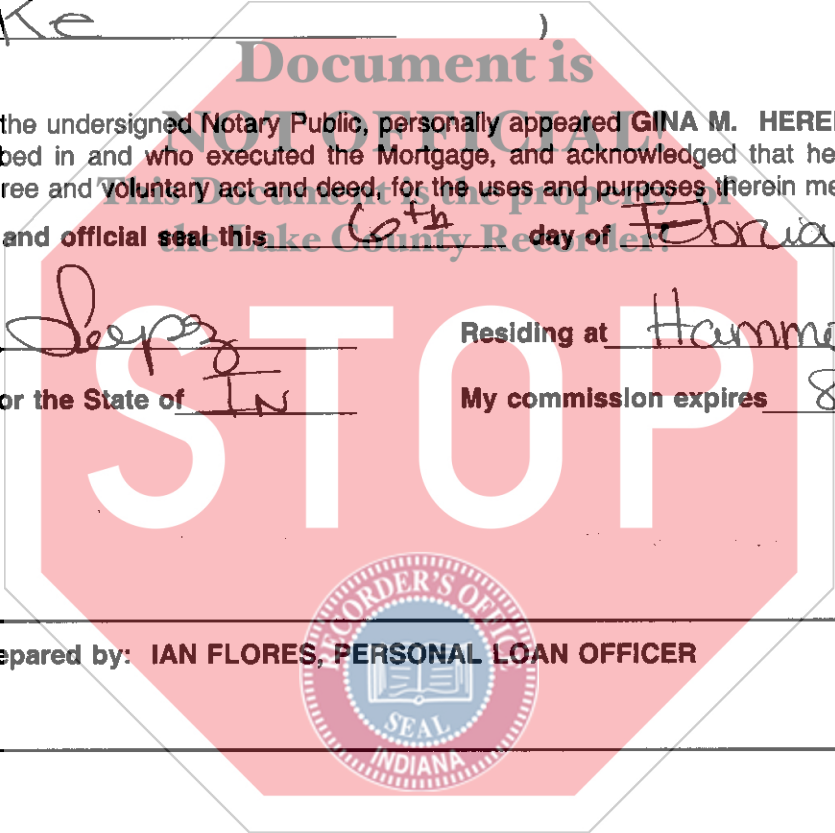 Ke )
Document is
NOT OFFICIAL!
the undersigned Notary Public, personally appeared GINA M. HERE
bed in and who executed the Mortgage, and acknowledged that he
ree and voluntary act and deed, for the uses and purposes therein me
This Document is the property of
and official seal this 6th day of Februa
the Lake County Recorder!
Residing at Hammo
or the State of IN My commission expires 8
STOP
RECORDER'S OFFICE
epared by: IAN FLORES, PERSONAL LOAN OFFICER
SEAL
INDIANA